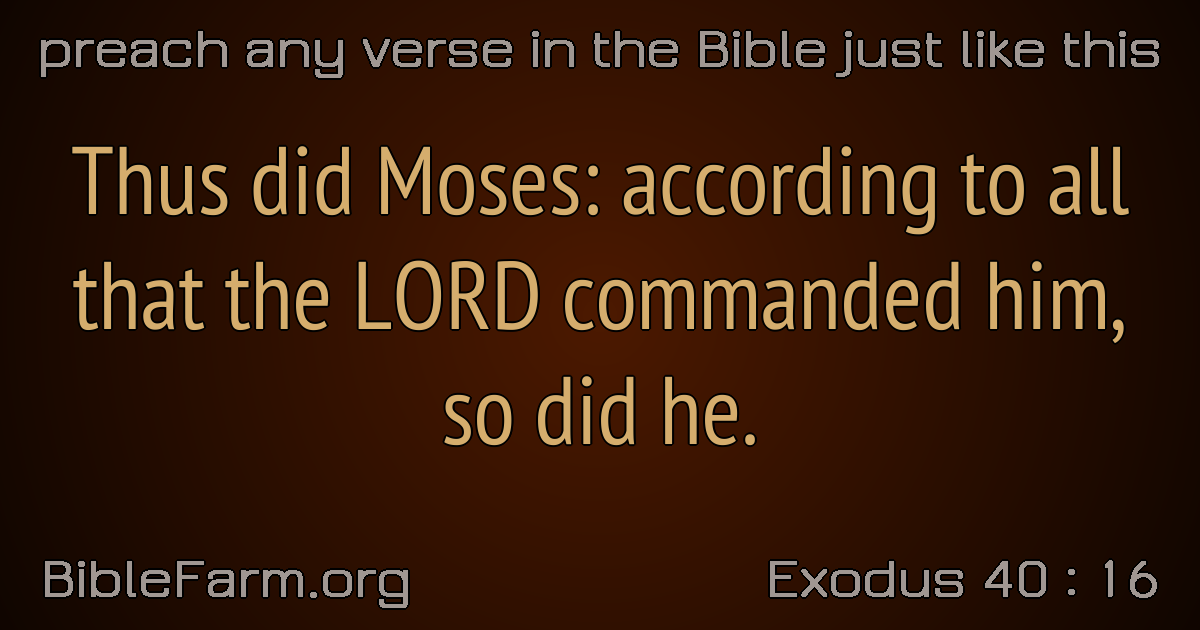 preach any verse in the Bible just like this
Thus did Moses: according to all
that the LORD commanded him,
so did he.
BibleFarm.org
Exodus 40 : 16